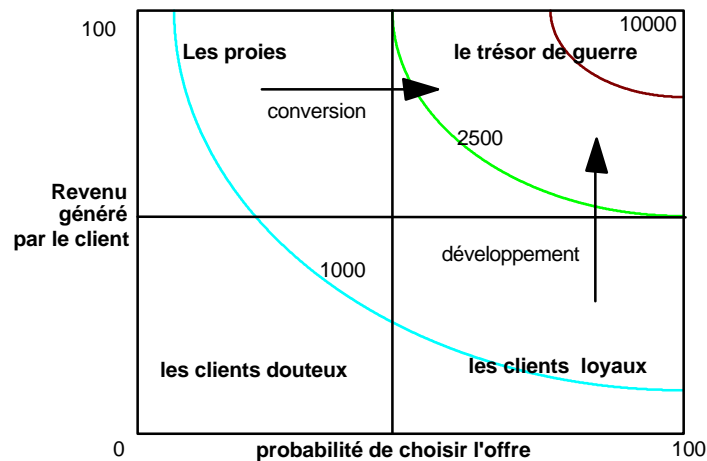 10000
100
Les proies
le trésor de guerre
conversion
2500
Revenu
généré
par le client
développement
1000
les clients douteux
les clients loyaux
0
probabilité de choisir l'offre
100